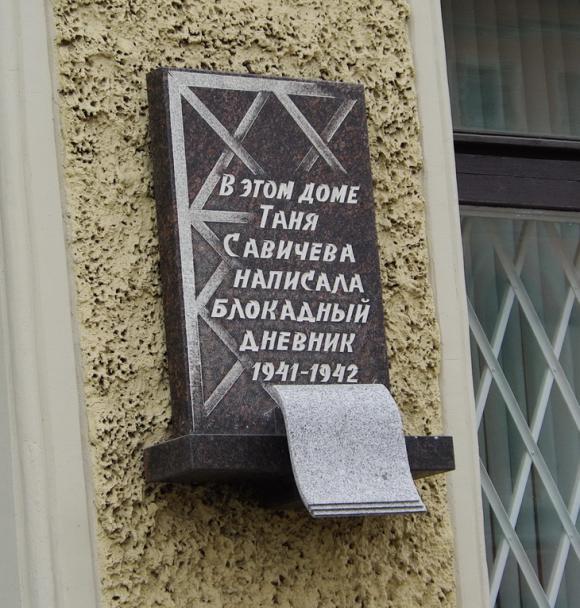 В ЭТОМ ДОМЕ
ТАНЯ
САВИЧЕВА
НАПИСАЛА
БЛОКАДНЫЙ
ДНЕВНИК
1941-1942